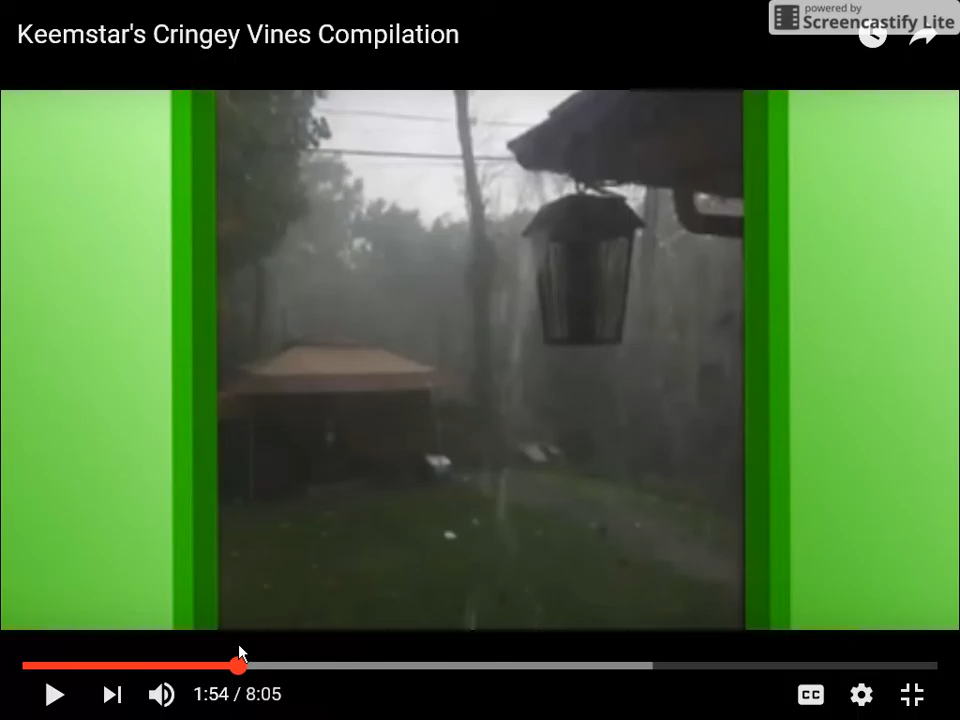 Keemstar's Cringey Vines Compilation
powered by
Screencastify Lite
1:54 / 8:05
CC